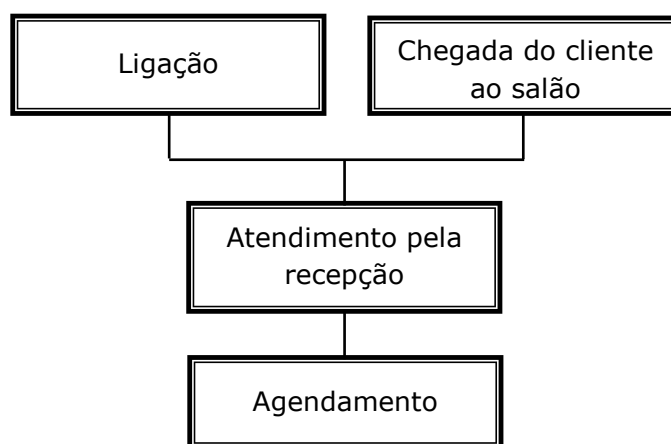 Ligação
Chegada do cliente
ao salão
Atendimento pela
recepção
Agendamento